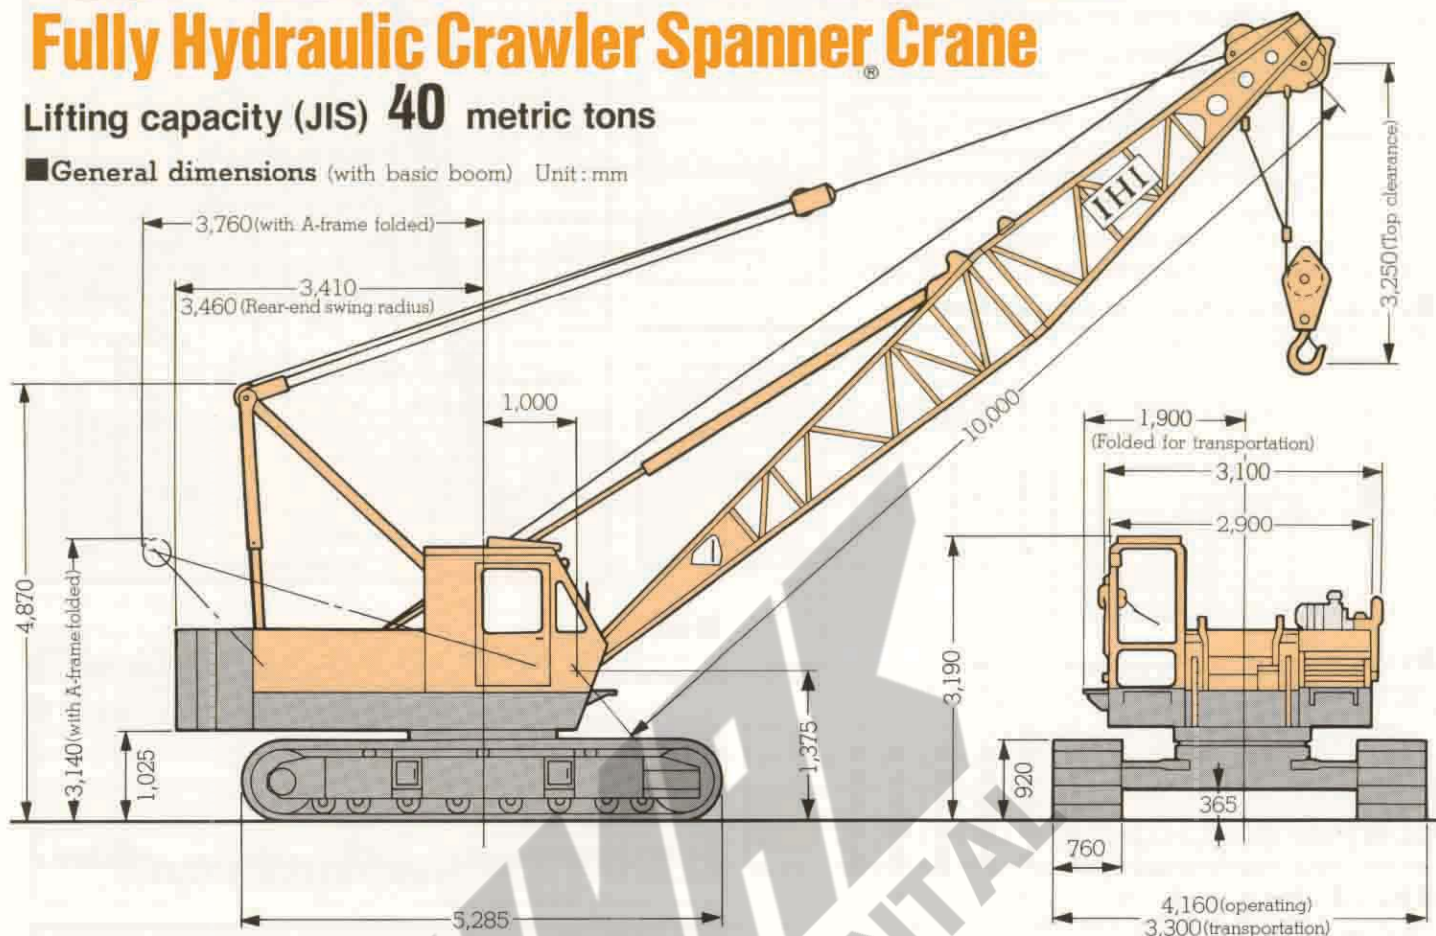 Fully Hydraulic Crawler Spanner Crane
®
Lifting capacity (JIS) 40 metric tons
■General dimensions (with basic boom) Unit : mm
3,760(with A-frame folded)
3,410
3,460(Rear-end swing radius)
1,000
IHI
3,250(Top clearance)
10,000
1,900
(Folded for transportation)
3,100
2,900
4,870
3,140(with A-frame folded)
1,025
1,375
3,190
920
365
760
5,285
4,160(operating)
3,300(transportation)